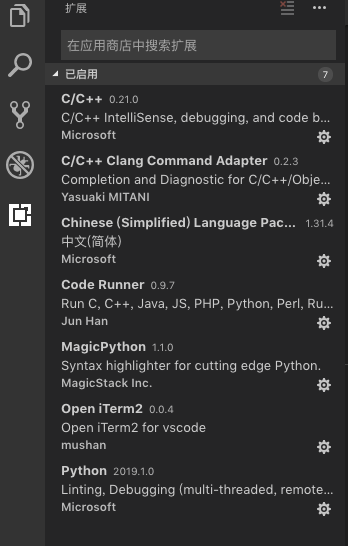 扩展
在应用商店中搜索扩展
已启用 7
C/C++ 0.21.0
C/C++ IntelliSense, debugging, and code b...
Microsoft
C/C++ Clang Command Adapter 0.2.3
Completion and Diagnostic for C/C++/Obje...
Yasuaki MITANI
Chinese (Simplified) Language Pac... 1.31.4
中文(简体)
Microsoft
Code Runner 0.9.7
Run C, C++, Java, JS, PHP, Python, Perl, Ru...
Jun Han
MagicPython 1.1.0
Syntax highlighter for cutting edge Python.
MagicStack Inc.
Open iTerm2 0.0.4
Open iTerm2 for vscode
mushan
Python 2019.1.0
Linting, Debugging (multi-threaded, remote...
Microsoft